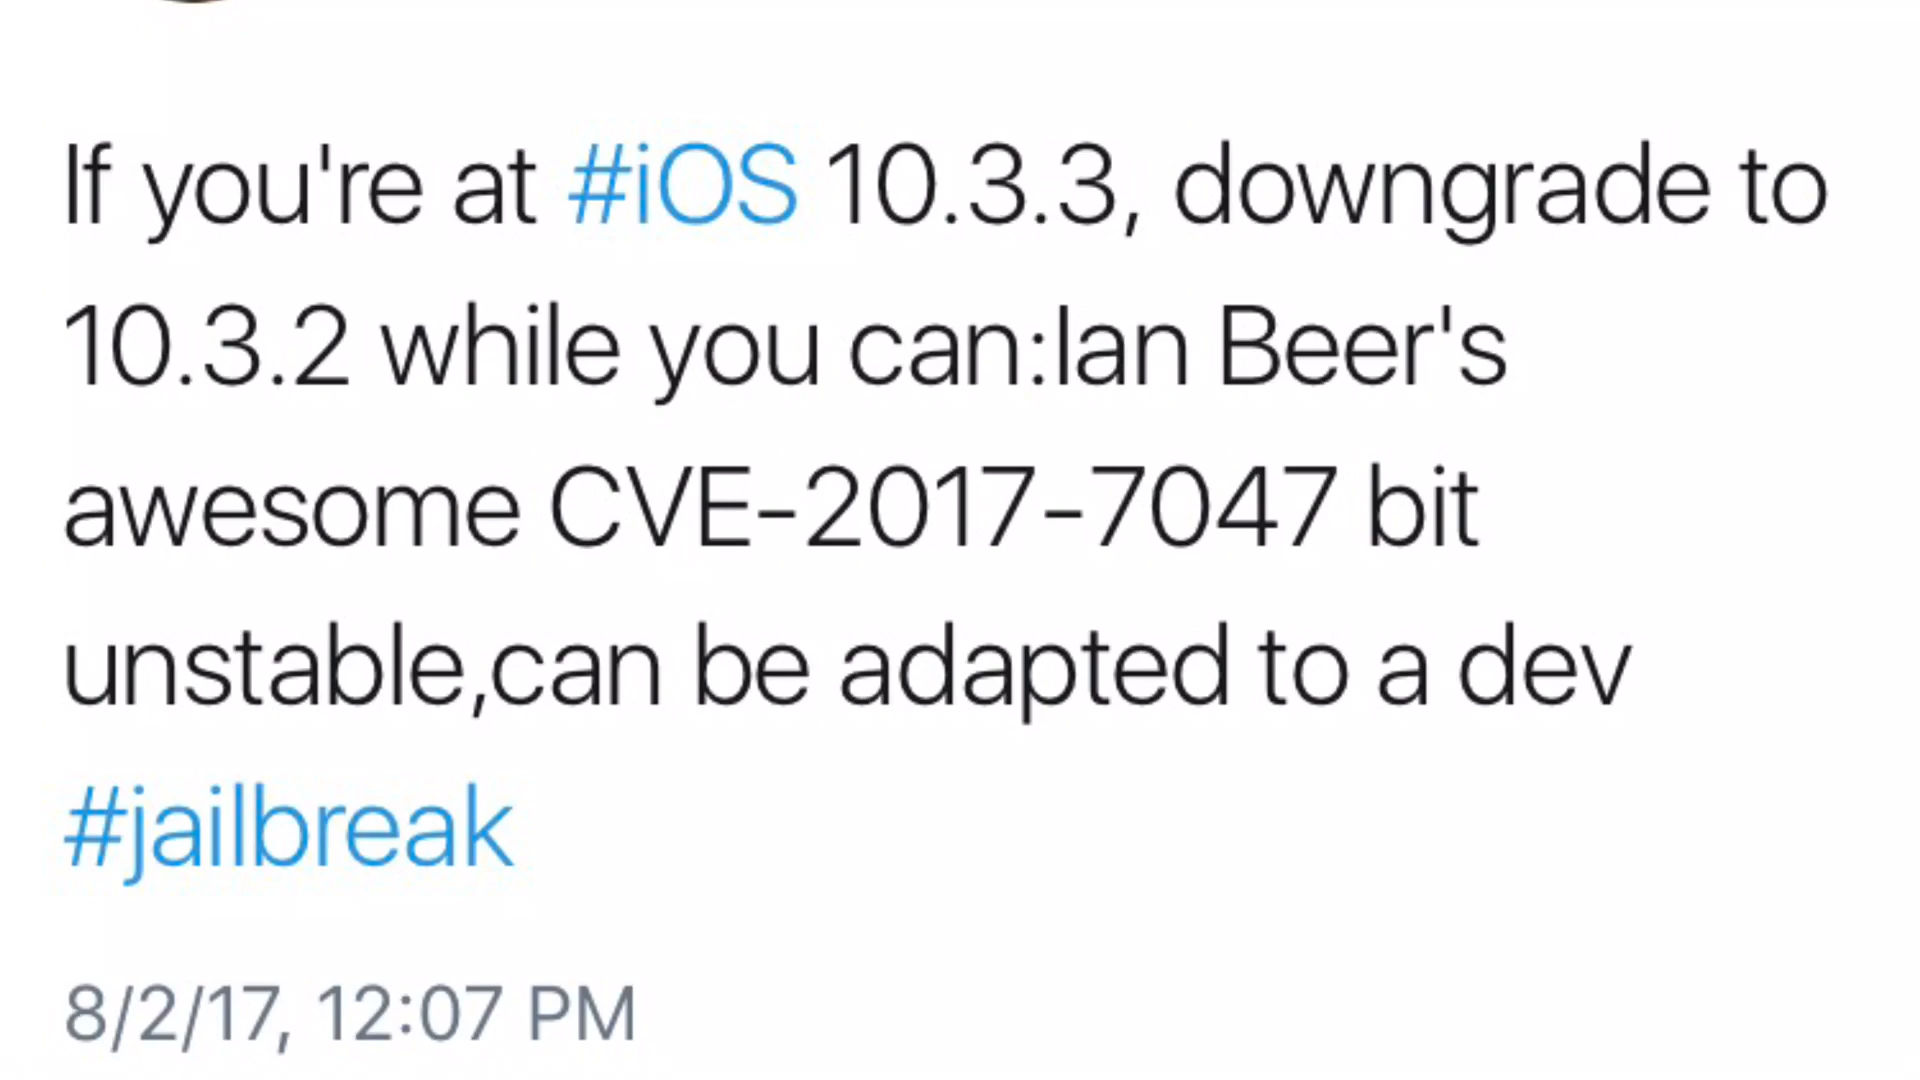 If you're at #iOS 10.3.3, downgrade to
10.3.2 while you can:Ian Beer's
awesome CVE-2017-7047 bit
unstable,can be adapted to a dev
#jailbreak
8/2/17, 12:07 PM